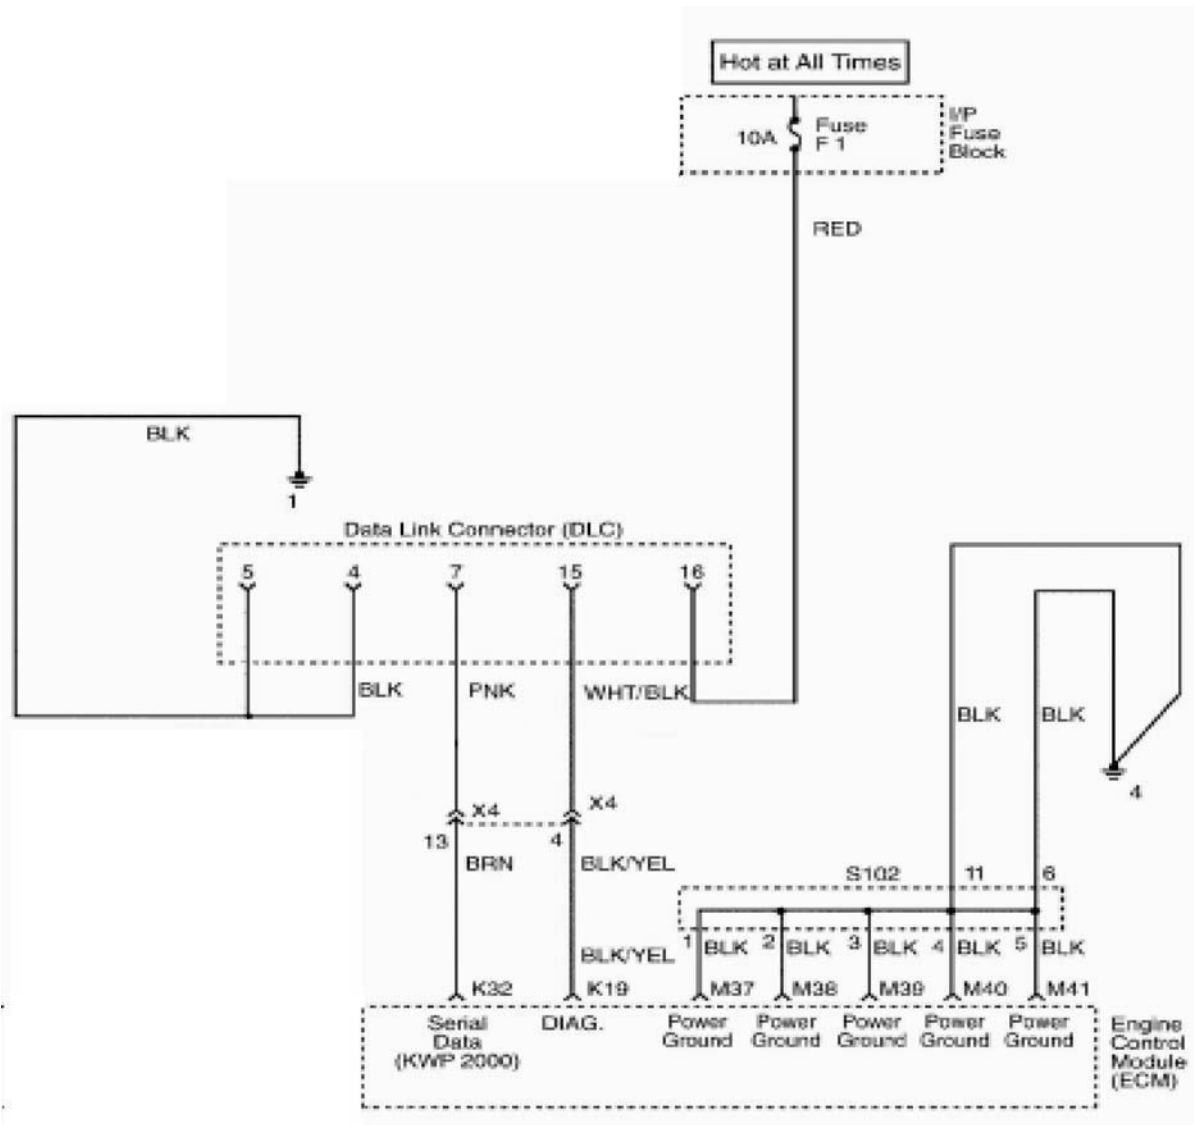 Hot at All Times
10A
Fuse
F 1
I/P
Fuse
Block
RED
BLK
1
Data Link Connector (DLC)
5
4
7
15
16
BLK
PNK
WHT/BLK
BLK
BLK
4
X4
X4
13
4
BRN
BLK/YEL
S102
11
6
1
BLK
2
BLK
3
BLK
4
BLK
5
BLK
BLK/YEL
K32
K19
M37
M38
M39
M40
M41
Serial
Data
(KWP 2000)
DIAG.
Power
Ground
Power
Ground
Power
Ground
Power
Ground
Power
Ground
Engine
Control
Module
(ECM)